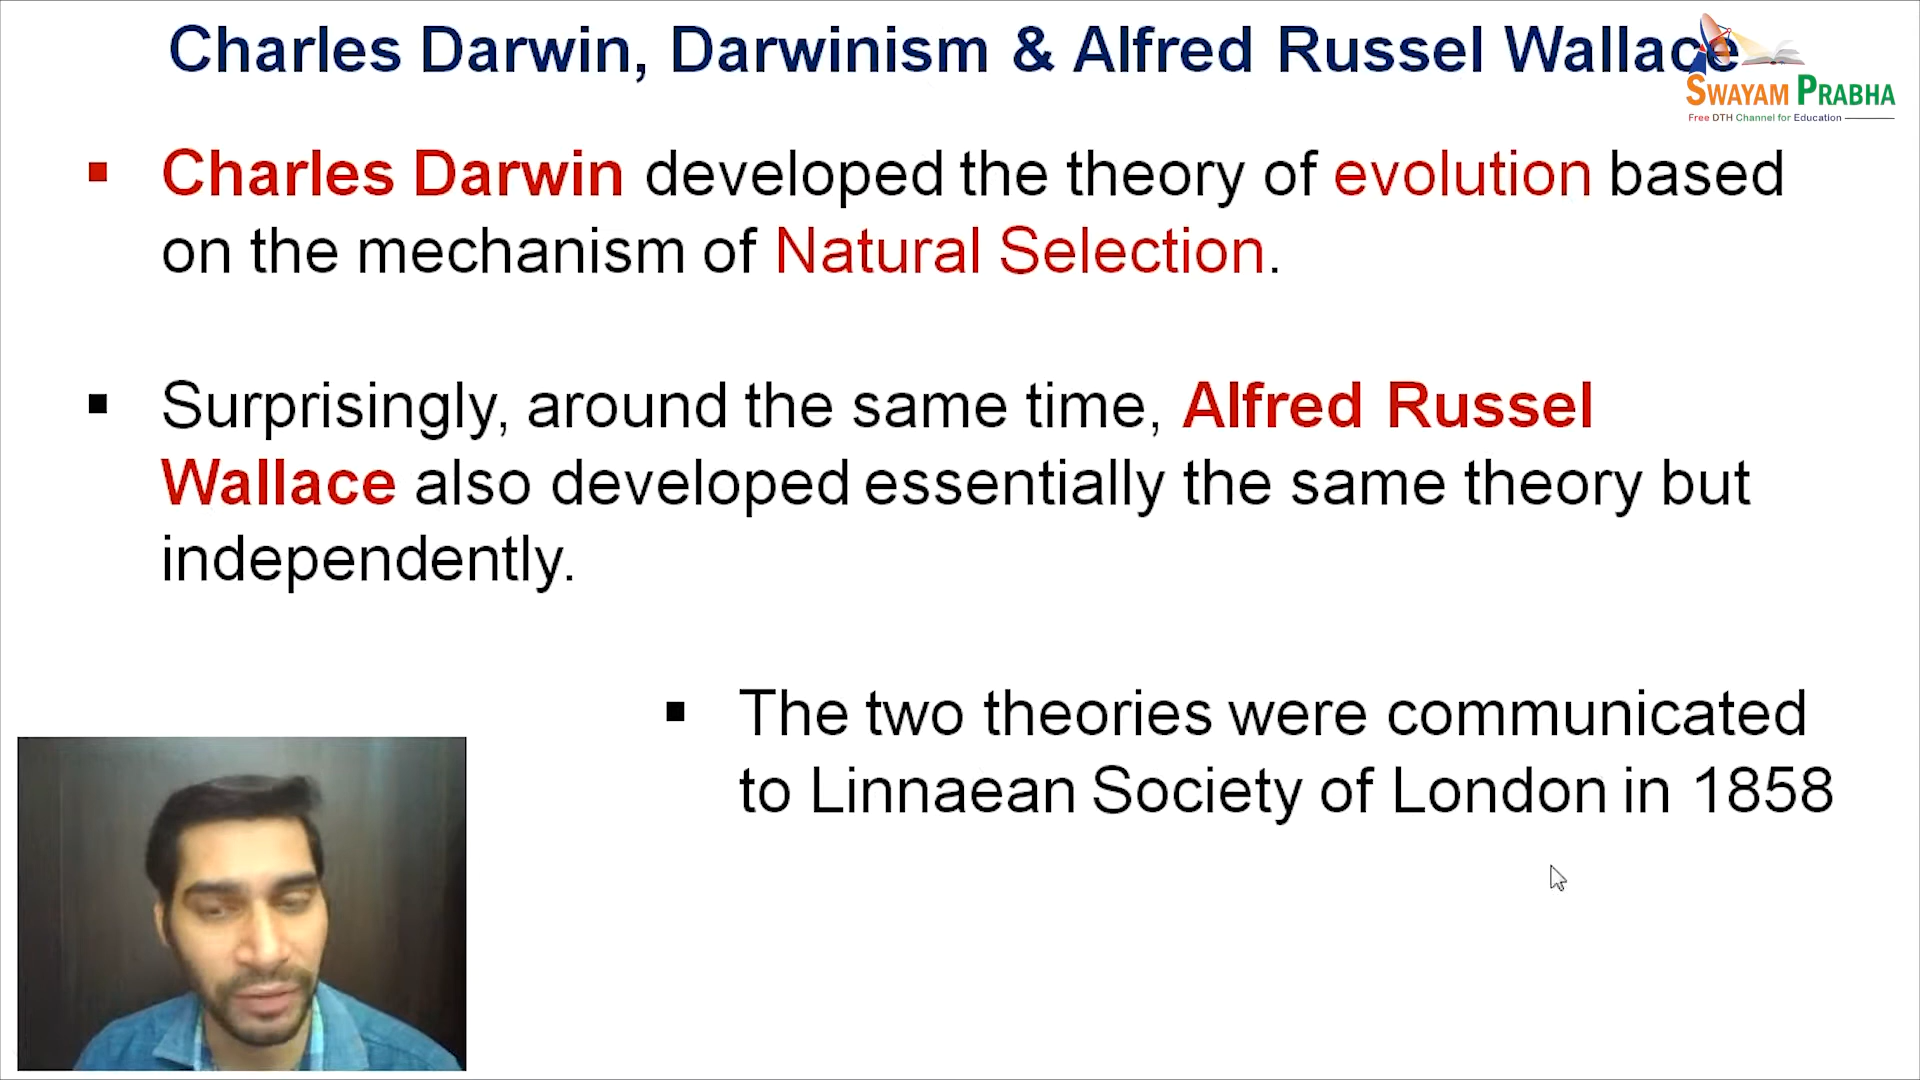 Charles Darwin, Darwinism & Alfred Russel Wallace
SWAYAM PRABHA
Free DTH Channel for Education
▪ Charles Darwin developed the theory of evolution based
on the mechanism of Natural Selection.
▪ Surprisingly, around the same time, Alfred Russel
Wallace also developed essentially the same theory but
independently.
▪ The two theories were communicated
to Linnaean Society of London in 1858